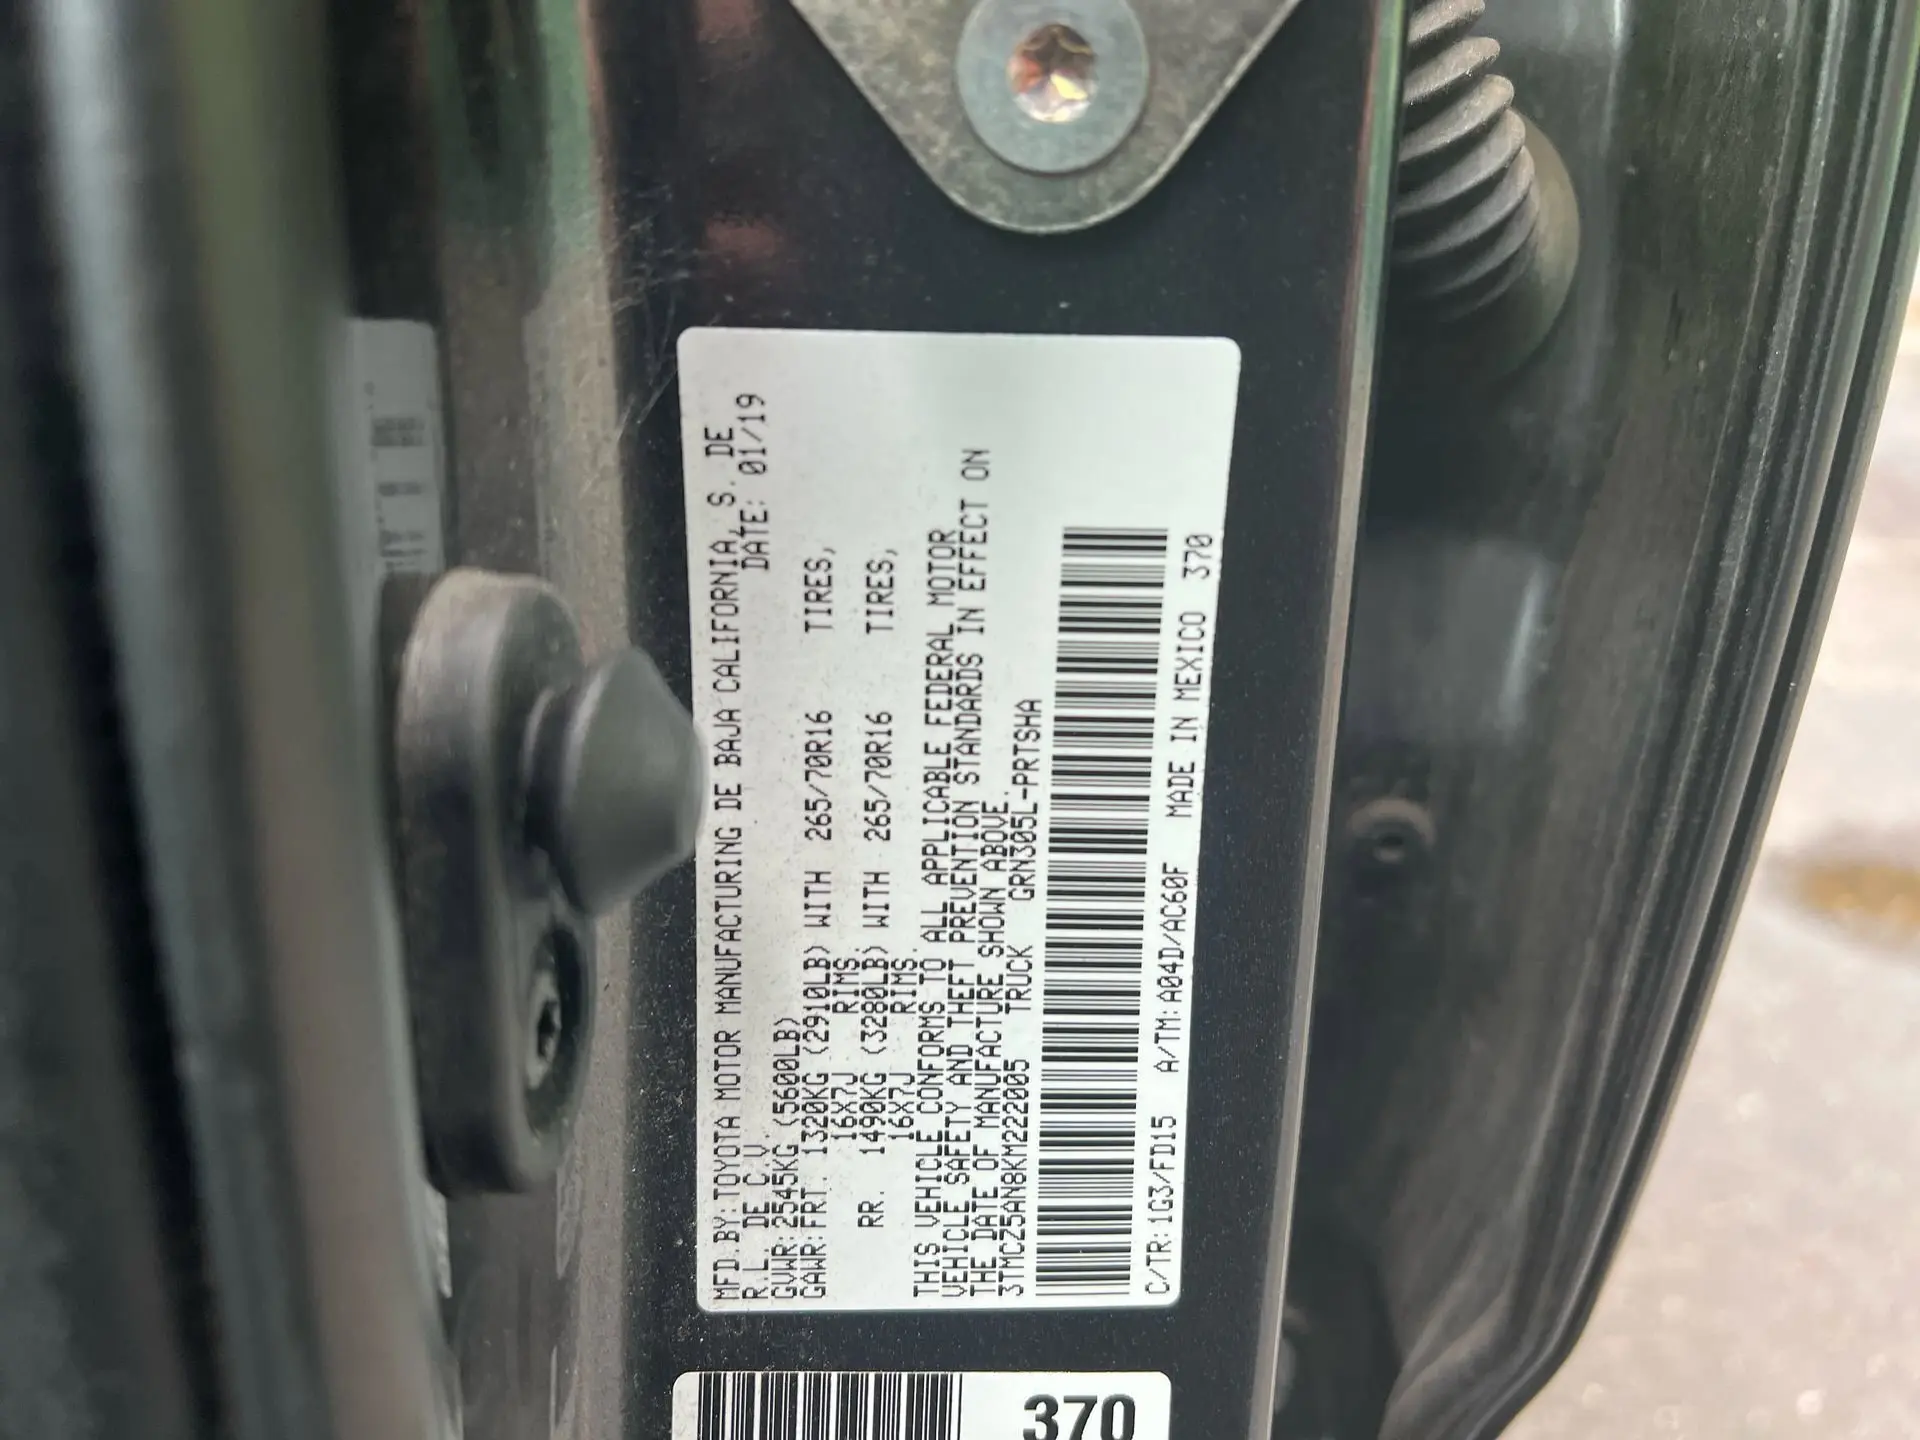 MFD.BY:TOYOTA MOTOR MANUFACTURING DE BAJA CALIFORNIA, S. DE
R.L. DE C.V. DATE: 01/19
GVWR:2545KG (5600LB)
GAWR:FRT. 1320KG (2910LB) WITH 265/70R16 TIRES,
16X7J RIMS.
RR. 1490KG (3280LB) WITH 265/70R16 TIRES,
16X7J RIMS.
THIS VEHICLE CONFORMS TO ALL APPLICABLE FEDERAL MOTOR
VEHICLE SAFETY AND THEFT PREVENTION STANDARDS IN EFFECT ON
THE DATE OF MANUFACTURE SHOWN ABOVE.
3TMCZ5AN8KM222005 TRUCK GRN305L-PRTSHA
C/TR:1G3/FD15 A/TM:A04D/AC60F MADE IN MEXICO 370
370